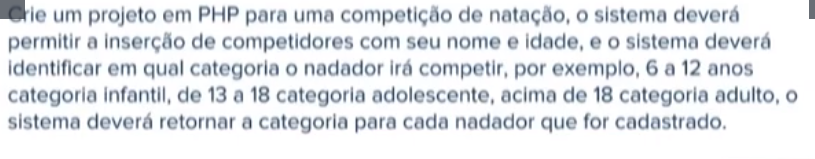 Crie um projeto em PHP para uma competição de natação, o sistema deverá
permitir a inserção de competidores com seu nome e idade, e o sistema deverá
identificar em qual categoria o nadador irá competir, por exemplo, 6 a 12 anos
categoria infantil, de 13 a 18 categoria adolescente, acima de 18 categoria adulto, o
sistema deverá retornar a categoria para cada nadador que for cadastrado.